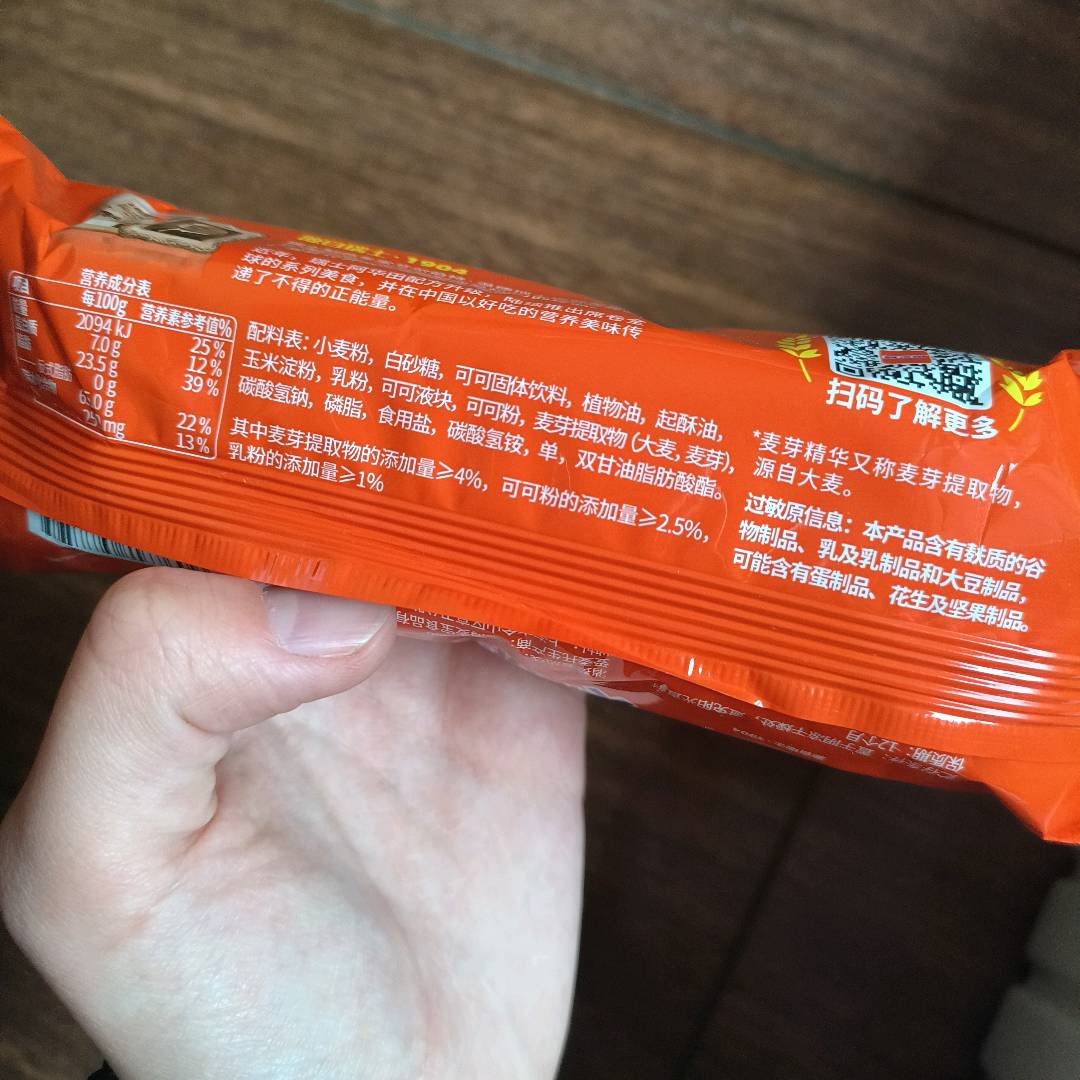 1904
球的系列美食，并在中国以好吃的营养美味传
递了不得的正能量。
营养成分表
每100g 营养素参考值%
2094 kJ 25%
7.0 g 12%
23.5 g 39%
0 g
g 22%
mg 13%
配料表: 小麦粉，白砂糖，可可固体饮料，植物油，起酥油，
玉米淀粉，乳粉，可可液块，可可粉，麦芽提取物 (大麦, 麦芽)，
碳酸氢钠，磷脂，食用盐，碳酸氢铵，单，双甘油脂肪酸酯。
其中麦芽提取物的添加量≥4%，可可粉的添加量≥2.5%，
乳粉的添加量≥1%
扫码了解更多
*麦芽精华又称麦芽提取物，
源自大麦。
过敏原信息：本产品含有麸质的谷
物制品、乳及乳制品和大豆制品，
可能含有蛋制品、花生及坚果制品。
保质期：12个月